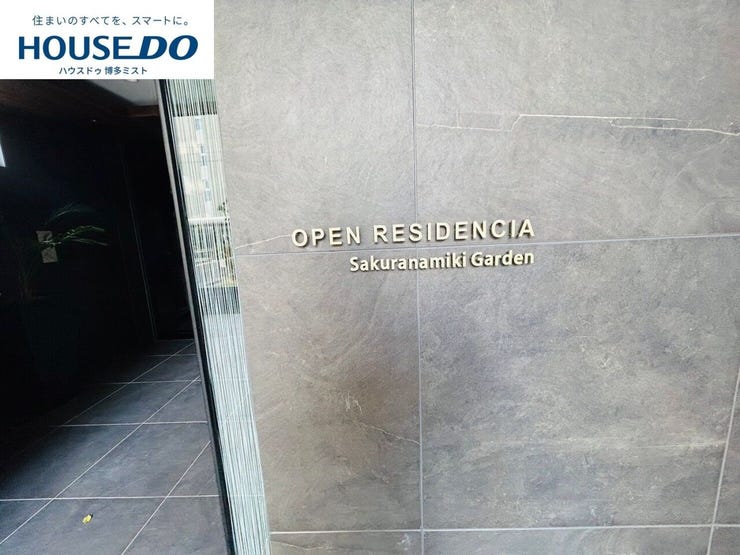 住まいのすべてを、スマートに。
HOUSEDO
ハウスドゥ 博多ミスト
OPEN RESIDENCIA
Sakuranamiki Garden